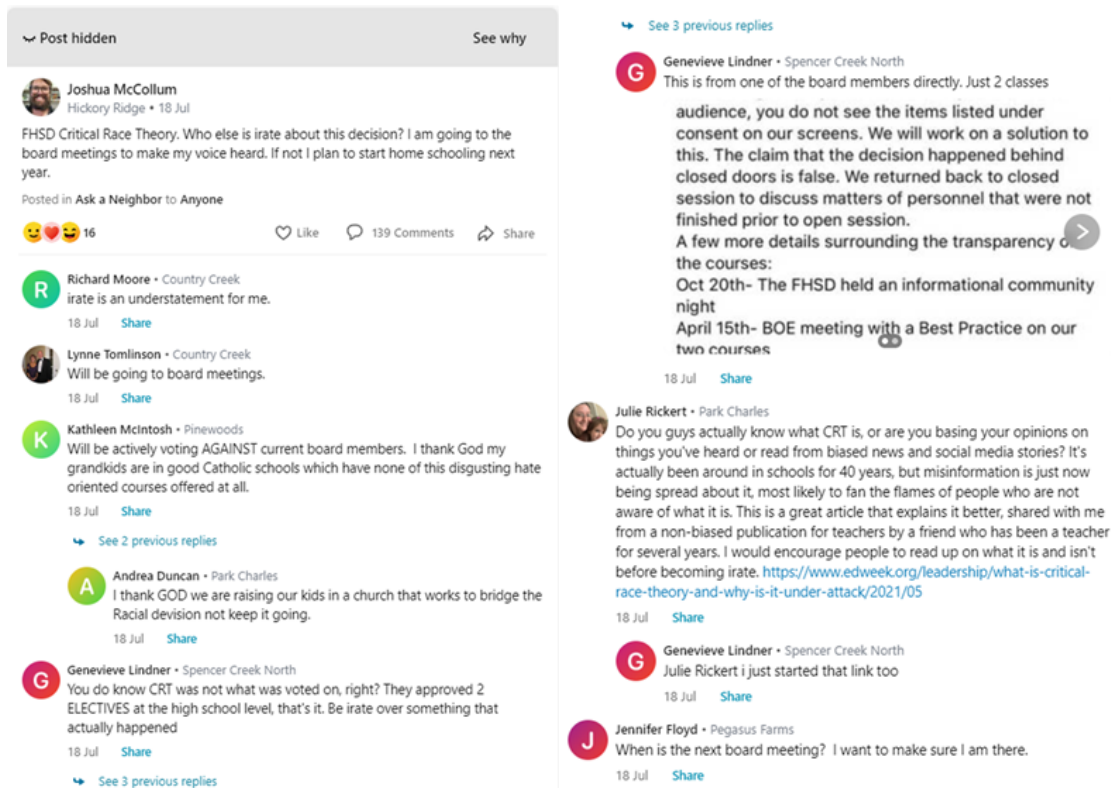 Post hidden
See why
Joshua McCollum
Hickory Ridge • 18 Jul
FHSD Critical Race Theory. Who else is irate about this decision? I am going to the
board meetings to make my voice heard. If not I plan to start home schooling next
year.
Posted in Ask a Neighbor to Anyone
16
Like
139 Comments
Share
R
Richard Moore • Country Creek
irate is an understatement for me.
18 Jul Share
Lynne Tomlinson • Country Creek
Will be going to board meetings.
18 Jul Share
K
Kathleen McIntosh • Pinewoods
Will be actively voting AGAINST current board members. I thank God my
grandkids are in good Catholic schools which have none of this disgusting hate
oriented courses offered at all.
18 Jul Share
See 2 previous replies
A
Andrea Duncan • Park Charles
I thank GOD we are raising our kids in a church that works to bridge the
Racial devision not keep it going.
18 Jul Share
G
Genevieve Lindner • Spencer Creek North
You do know CRT was not what was voted on, right? They approved 2
ELECTIVES at the high school level, that's it. Be irate over something that
actually happened
18 Jul Share
See 3 previous replies
See 3 previous replies
G
Genevieve Lindner • Spencer Creek North
This is from one of the board members directly. Just 2 classes
audience, you do not see the items listed under
consent on our screens. We will work on a solution to
this. The claim that the decision happened behind
closed doors is false. We returned back to closed
session to discuss matters of personnel that were not
finished prior to open session.
A few more details surrounding the transparency
the courses:
Oct 20th- The FHSD held an informational community
night
April 15th- BOE meeting with a Best Practice on our
two courses
18 Jul Share
Julie Rickert • Park Charles
Do you guys actually know what CRT is, or are you basing your opinions on
things you've heard or read from biased news and social media stories? It's
actually been around in schools for 40 years, but misinformation is just now
being spread about it, most likely to fan the flames of people who are not
aware of what it is. This is a great article that explains it better, shared with me
from a non-biased publication for teachers by a friend who has been a teacher
for several years. I would encourage people to read up on what it is and isn't
before becoming irate. https://www.edweek.org/leadership/what-is-critical-
race-theory-and-why-is-it-under-attack/2021/05
18 Jul Share
G
Genevieve Lindner • Spencer Creek North
Julie Rickert i just started that link too
18 Jul Share
J
Jennifer Floyd • Pegasus Farms
When is the next board meeting? I want to make sure I am there.
18 Jul Share